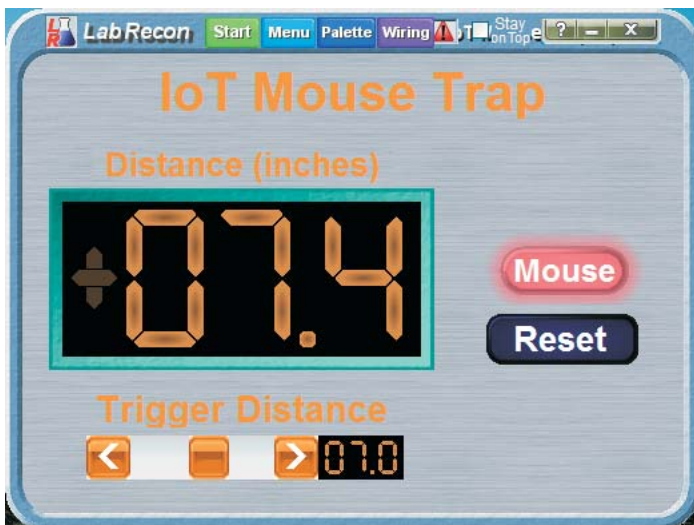 LR LabRecon Start Menu Palette Wiring Stay on Top ? – X
IoT Mouse Trap
Distance (inches)
07.4
Mouse
Reset
Trigger Distance
< > 07.0